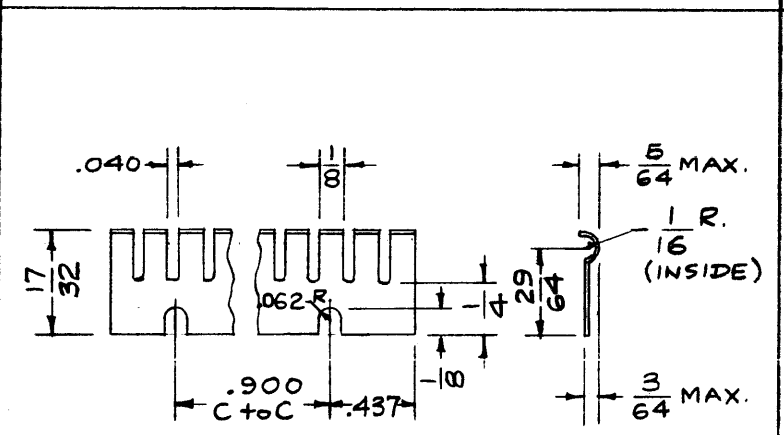 .040
1/8
5/64 MAX.
1/16 R.
(INSIDE)
17/32
.062-R
1/4
29/64
1/8
.900
C to C
.437
3/64 MAX.